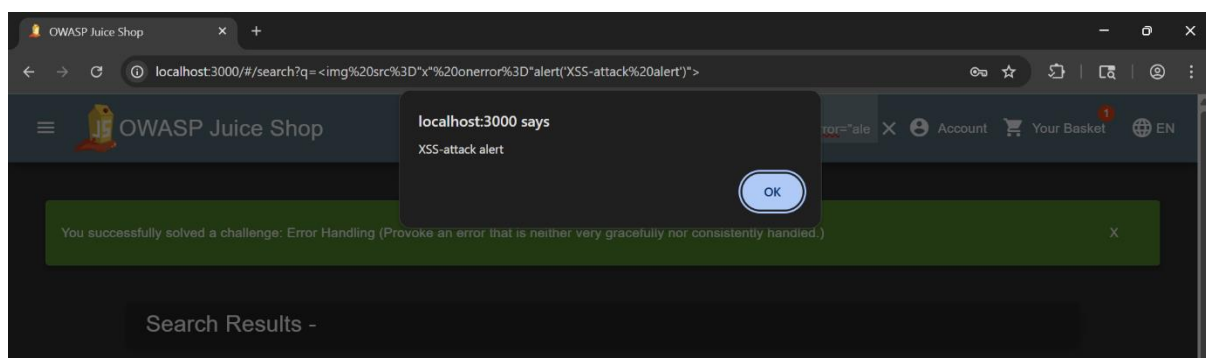 OWASP Juice Shop
localhost:3000/#/search?q=<img%20src%3D"x"%20onerror%3D"alert('XSS-attack%20alert')">
localhost:3000 says
XSS-attack alert
OK
OWASP Juice Shop
ror="ale
Account
1
Your Basket
EN
You successfully solved a challenge: Error Handling (Provoke an error that is neither very gracefully nor consistently handled.)
X
Search Results -